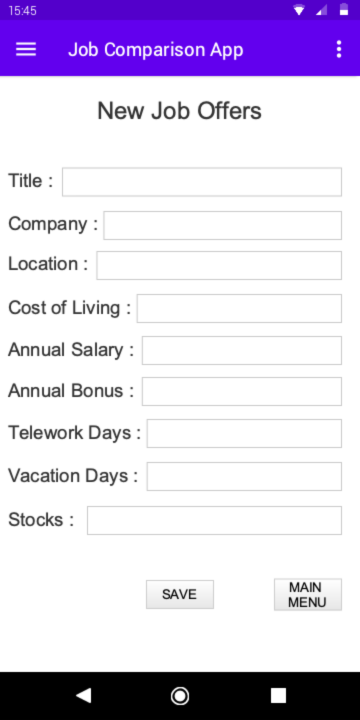 15:45
Job Comparison App
New Job Offers
Title :
Company :
Location :
Cost of Living :
Annual Salary :
Annual Bonus :
Telework Days :
Vacation Days :
Stocks :
SAVE
MAIN
MENU